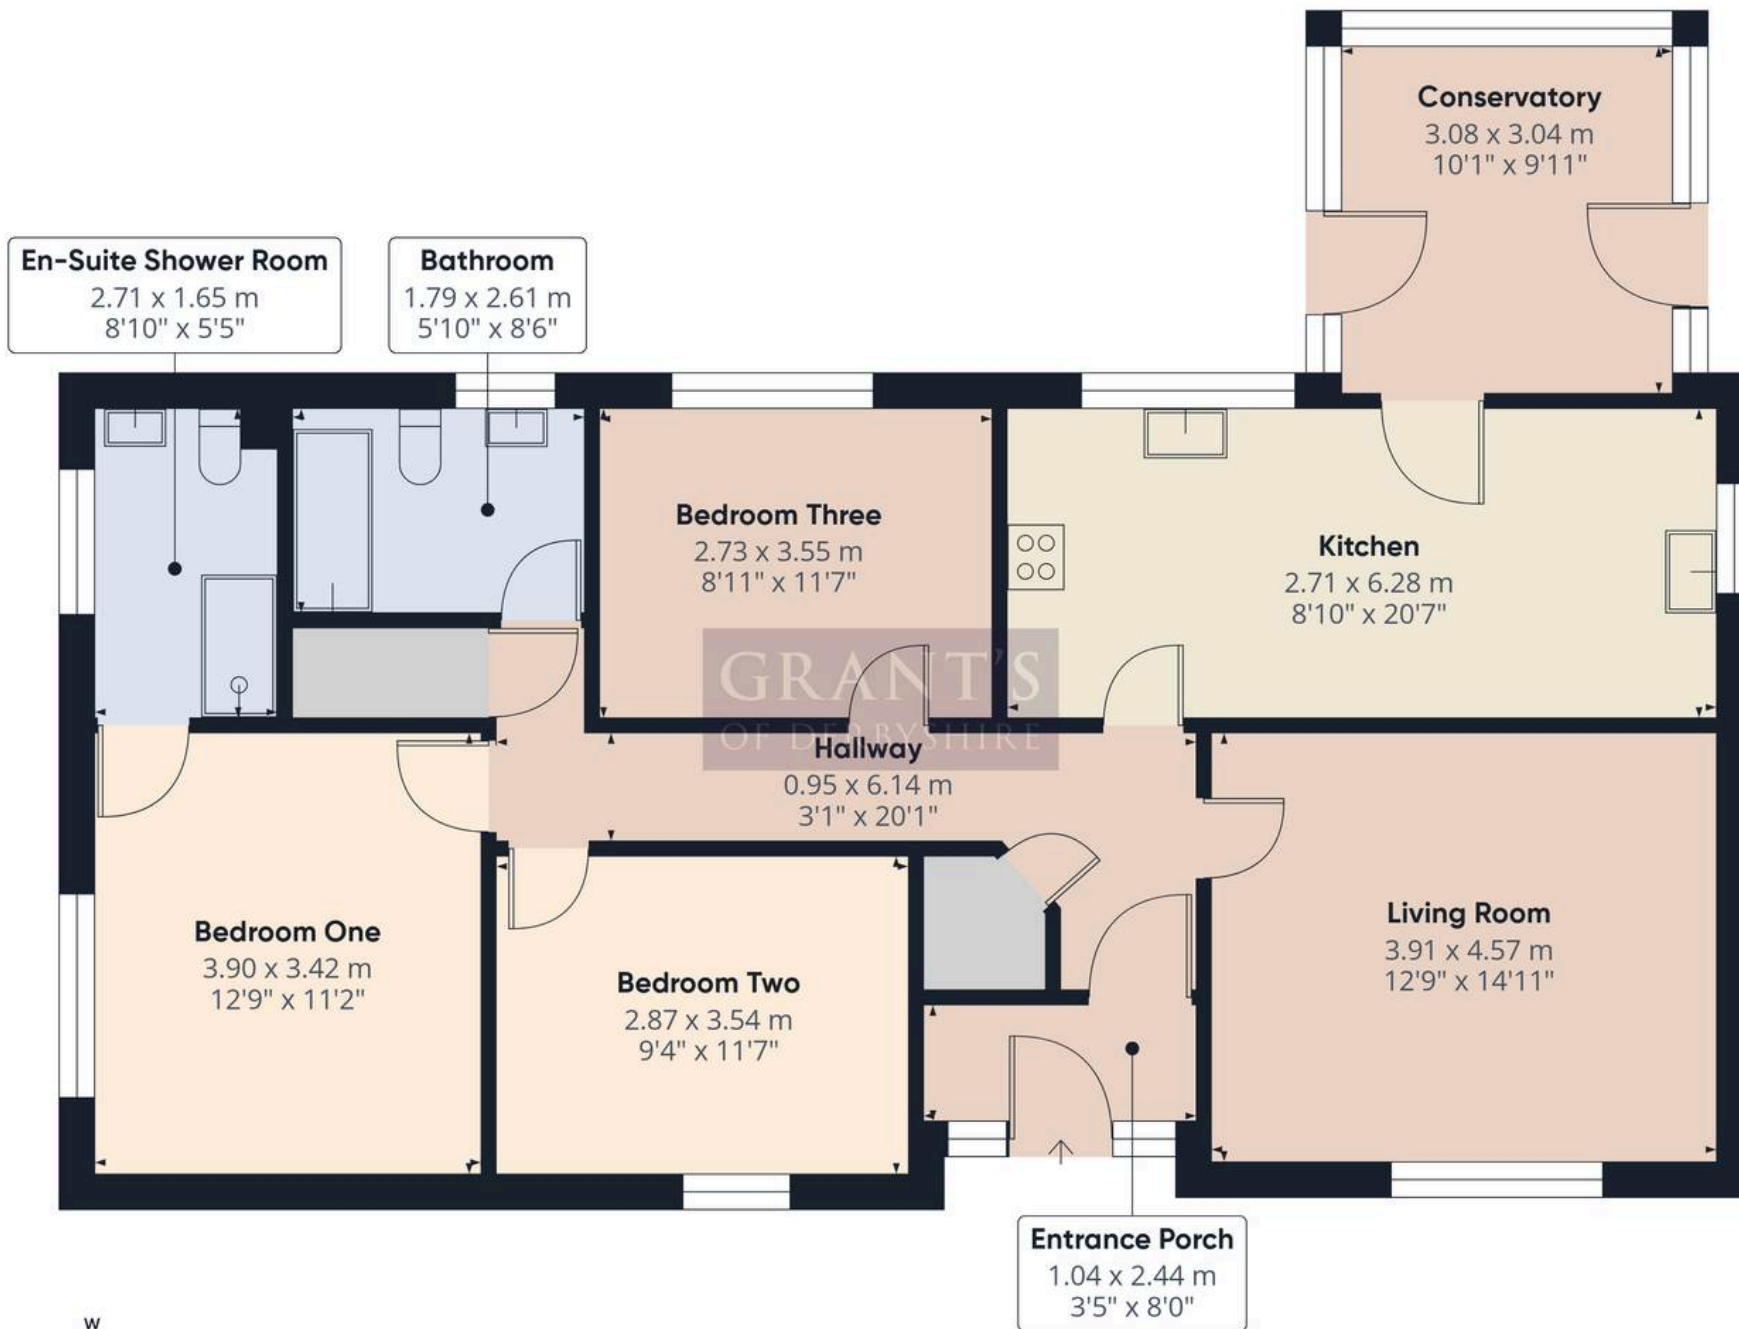 Conservatory
3.08 x 3.04 m
10'1" x 9'11"
En-Suite Shower Room
2.71 x 1.65 m
8'10" x 5'5"
Bathroom
1.79 x 2.61 m
5'10" x 8'6"
Bedroom Three
2.73 x 3.55 m
8'11" x 11'7"
Kitchen
2.71 x 6.28 m
8'10" x 20'7"
GRANT'S
OF DERBYSHIRE
Hallway
0.95 x 6.14 m
3'1" x 20'1"
Bedroom One
3.90 x 3.42 m
12'9" x 11'2"
Bedroom Two
2.87 x 3.54 m
9'4" x 11'7"
Living Room
3.91 x 4.57 m
12'9" x 14'11"
Entrance Porch
1.04 x 2.44 m
3'5" x 8'0"
W